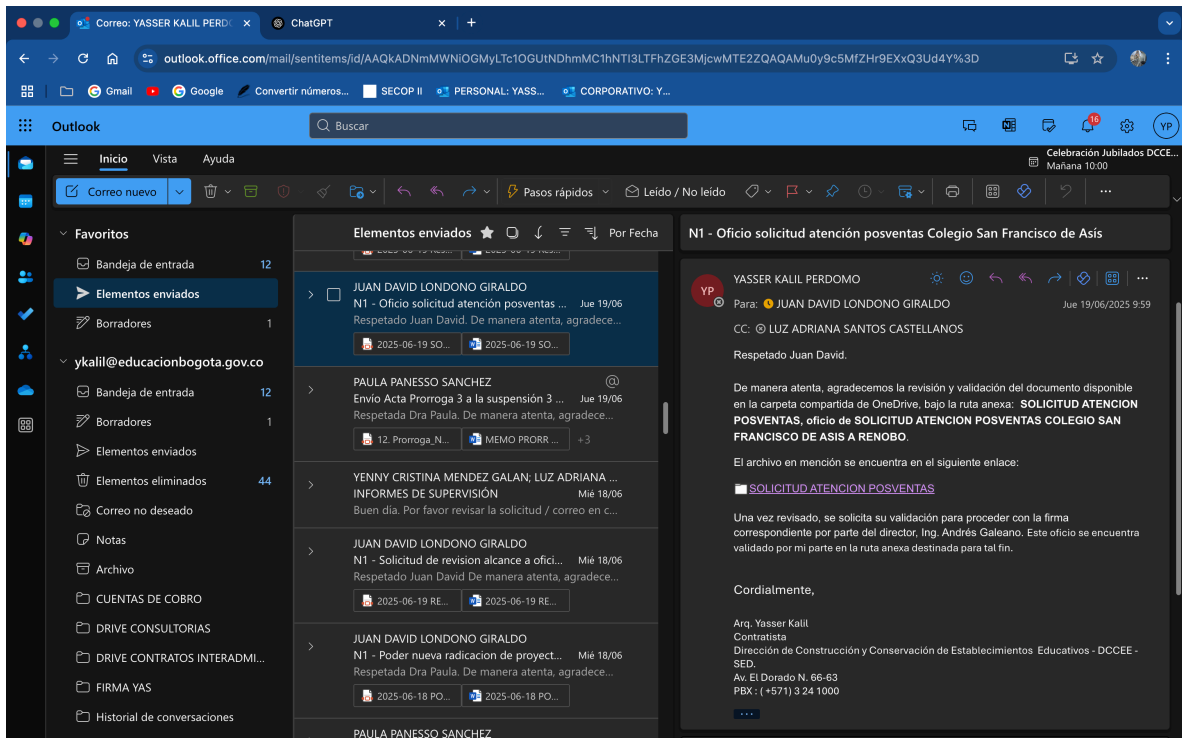 Correo: YASSER KALIL PERDO
ChatGPT
outlook.office.com/mail/sentitems/id/AAQkADNmMWNiOGMyLTc1OGUtNDhmMC1hNTI3LTFhZGE3MjcwMTE2ZQAQAMu0y9c5MfZHr9EXxQ3Ud4Y%3D
Gmail
Google
Convertir números...
SECOP II
PERSONAL: YASS...
CORPORATIVO: Y...
Outlook
Buscar
16
YP
Inicio
Vista
Ayuda
Celebración Jubilados DCCE...
Mañana 10:00
Correo nuevo
Pasos rápidos
Leído / No leído
Favoritos
Bandeja de entrada 12
Elementos enviados
Borradores 1
ykalil@educacionbogota.gov.co
Bandeja de entrada 12
Borradores 1
Elementos enviados
Elementos eliminados 44
Correo no deseado
Notas
Archivo
CUENTAS DE COBRO
DRIVE CONSULTORIAS
DRIVE CONTRATOS INTERADMI...
FIRMA YAS
Historial de conversaciones
Elementos enviados
Por Fecha
JUAN DAVID LONDONO GIRALDO
N1 - Oficio solicitud atención posventas ... Jue 19/06
Respetado Juan David. De manera atenta, agradece...
2025-06-19 SO... 2025-06-19 SO...
PAULA PANESSO SANCHEZ
Envío Acta Prorroga 3 a la suspensión 3 ... Jue 19/06
Respetada Dra Paula. De manera atenta, agradece...
12. Prorroga_N... MEMO PRORR ... +3
YENNY CRISTINA MENDEZ GALAN; LUZ ADRIANA ...
INFORMES DE SUPERVISIÓN Mié 18/06
Buen día. Por favor revisar la solicitud / correo en c...
JUAN DAVID LONDONO GIRALDO
N1 - Solicitud de revision alcance a ofici... Mié 18/06
Respetado Juan David De manera atenta, agradece...
2025-06-19 RE... 2025-06-19 RE...
JUAN DAVID LONDONO GIRALDO
N1 - Poder nueva radicacion de proyect... Mié 18/06
Respetada Dra Paula. De manera atenta, agradece...
2025-06-18 PO... 2025-06-18 PO...
PAULA PANESSO SANCHEZ
N1 - Oficio solicitud atención posventas Colegio San Francisco de Asís
YP
YASSER KALIL PERDOMO
Para: JUAN DAVID LONDONO GIRALDO
Jue 19/06/2025 9:59
CC: LUZ ADRIANA SANTOS CASTELLANOS
Respetado Juan David.
De manera atenta, agradecemos la revisión y validación del documento disponible
en la carpeta compartida de OneDrive, bajo la ruta anexa: SOLICITUD ATENCION
POSVENTAS, oficio de SOLICITUD ATENCION POSVENTAS COLEGIO SAN
FRANCISCO DE ASIS A RENOBO.
El archivo en mención se encuentra en el siguiente enlace:
SOLICITUD ATENCION POSVENTAS
Una vez revisado, se solicita su validación para proceder con la firma
correspondiente por parte del director, Ing. Andrés Galeano. Este oficio se encuentra
validado por mi parte en la ruta anexa destinada para tal fin.
Cordialmente,
Arq. Yasser Kalil
Contratista
Dirección de Construcción y Conservación de Establecimientos Educativos - DCCEE -
SED.
Av. El Dorado N. 66-63
PBX : ( +571) 3 24 1000